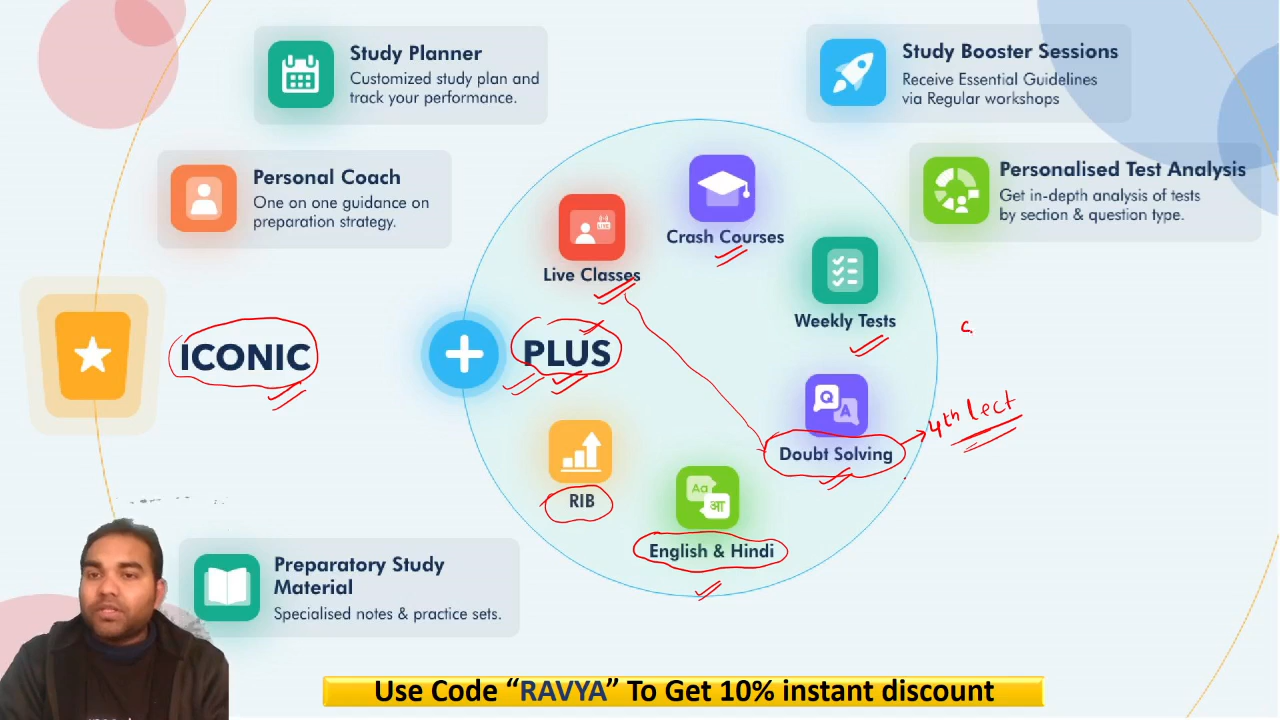 Study Planner
Customized study plan and
track your performance.
Study Booster Sessions
Receive Essential Guidelines
via Regular workshops
Personal Coach
One on one guidance on
preparation strategy.
Personalised Test Analysis
Get in-depth analysis of tests
by section & question type.
LIVE
Crash Courses
Live Classes
Weekly Tests
ICONIC
PLUS
Q
A
4th lect
Doubt Solving
RIB
Aa
आ
English & Hindi
Preparatory Study
Material
Specialised notes & practice sets.
Use Code “RAVYA” To Get 10% instant discount